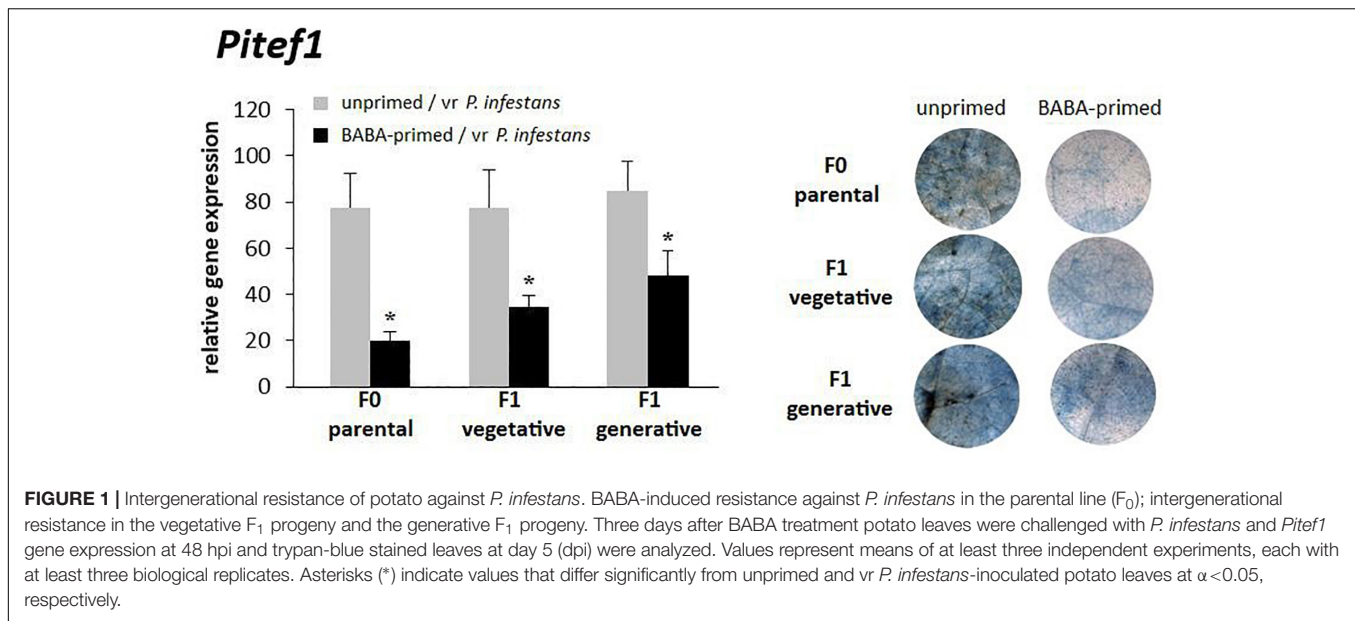 Pitef1
unprimed / vr P. infestans
BABA-primed / vr P. infestans
relative gene expression
120
100
80
60
40
20
0
*
*
*
F0
parental
F1
vegetative
F1
generative
unprimed BABA-primed
F0
parental
F1
vegetative
F1
generative
FIGURE 1 | Intergenerational resistance of potato against P. infestans. BABA-induced resistance against P. infestans in the parental line (F₀); intergenerational
resistance in the vegetative F₁ progeny and the generative F₁ progeny. Three days after BABA treatment potato leaves were challenged with P. infestans and Pitef1
gene expression at 48 hpi and trypan-blue stained leaves at day 5 (dpi) were analyzed. Values represent means of at least three independent experiments, each with
at least three biological replicates. Asterisks (*) indicate values that differ significantly from unprimed and vr P. infestans-inoculated potato leaves at α<0.05,
respectively.